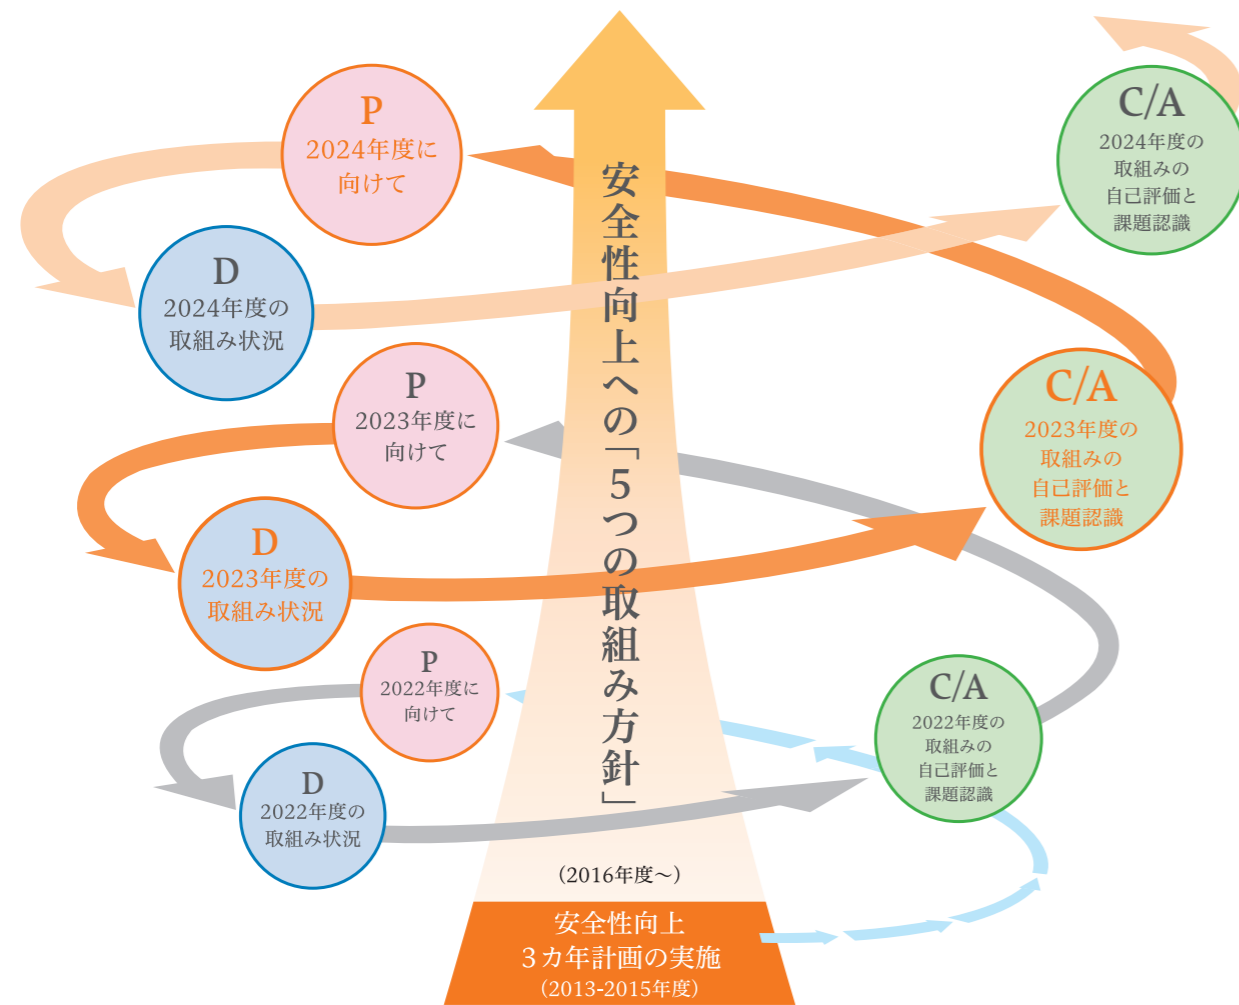 P
2024年度に
向けて
C/A
2024年度の
取組みの
自己評価と
課題認識
D
2024年度の
取組み状況
安全性向上への「５つの取組み方針」
P
2023年度に
向けて
C/A
2023年度の
取組みの
自己評価と
課題認識
D
2023年度の
取組み状況
P
2022年度に
向けて
C/A
2022年度の
取組みの
自己評価と
課題認識
D
2022年度の
取組み状況
（2016年度～）
安全性向上
３カ年計画の実施
（2013-2015年度）